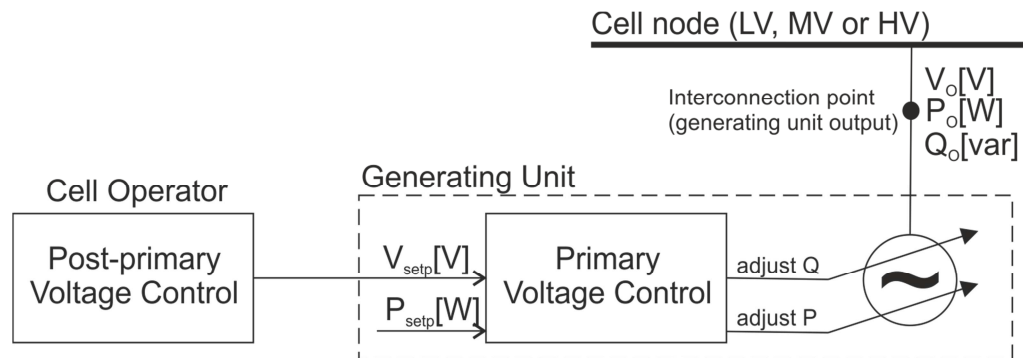 Cell node (LV, MV or HV)
Interconnection point
(generating unit output)
Vo[V]
Po[W]
Qo[var]
Generating Unit
Cell Operator
Post-primary
Voltage Control
Vsetp[V]
Psetp[W]
Primary
Voltage Control
adjust Q
adjust P